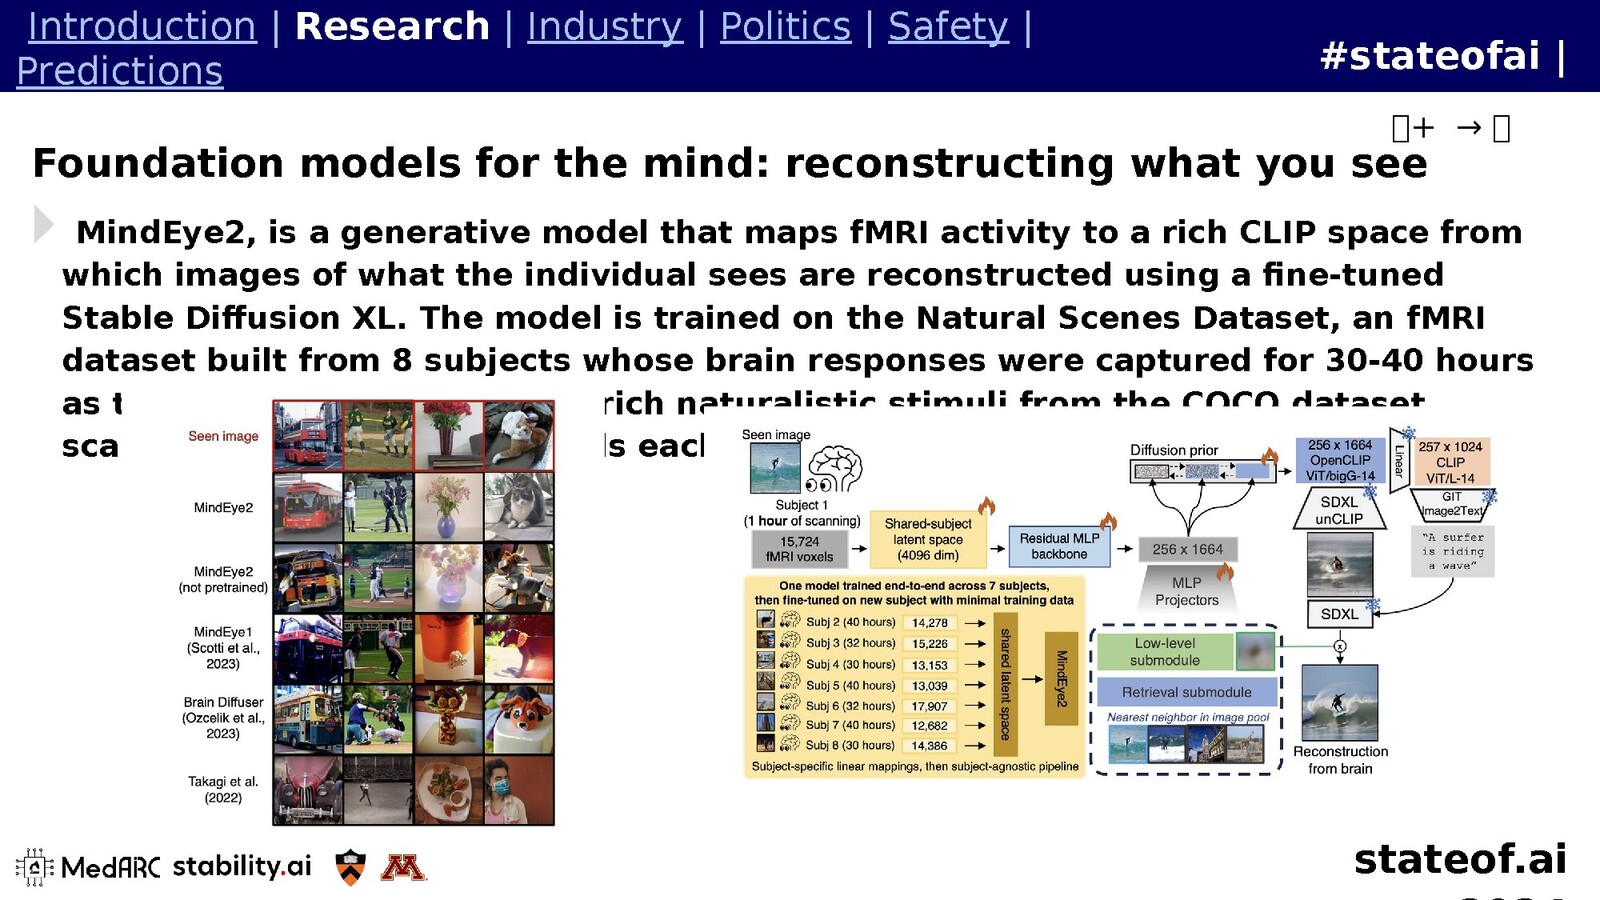 Introduction | Research | Industry | Politics | Safety |
Predictions
#stateofai |
+ →
Foundation models for the mind: reconstructing what you see
MindEye2, is a generative model that maps fMRI activity to a rich CLIP space from
which images of what the individual sees are reconstructed using a fine-tuned
Stable Diffusion XL. The model is trained on the Natural Scenes Dataset, an fMRI
dataset built from 8 subjects whose brain responses were captured for 30-40 hours
as rich naturalistic stimuli from the COCO dataset
each
Seen image
MindEye2
MindEye2
(not pretrained)
MindEye1
(Scotti et al.,
2023)
Brain Diffuser
(Ozcelik et al.,
2023)
Takagi et al.
(2022)
Seen image
Subject 1
(1 hour of scanning)
15,724
fMRI voxels
Shared-subject
latent space
(4096 dim)
Residual MLP
backbone
256 x 1664
MLP
Projectors
Diffusion prior
256 x 1664
OpenCLIP
ViT/bigG-14
Linear
257 x 1024
CLIP
ViT/L-14
SDXL
unCLIP
GIT
Image2Text
"A surfer
is riding
a wave"
SDXL
x
Reconstruction
from brain
One model trained end-to-end across 7 subjects,
then fine-tuned on new subject with minimal training data
Subj 2 (40 hours) 14,278
Subj 3 (32 hours) 15,226
Subj 4 (30 hours) 13,153
Subj 5 (40 hours) 13,039
Subj 6 (32 hours) 17,907
Subj 7 (40 hours) 12,682
Subj 8 (30 hours) 14,386
shared latent space
MindEye2
Subject-specific linear mappings, then subject-agnostic pipeline
Low-level
submodule
Retrieval submodule
Nearest neighbor in image pool
MedARC
stability.ai
M
stateof.ai